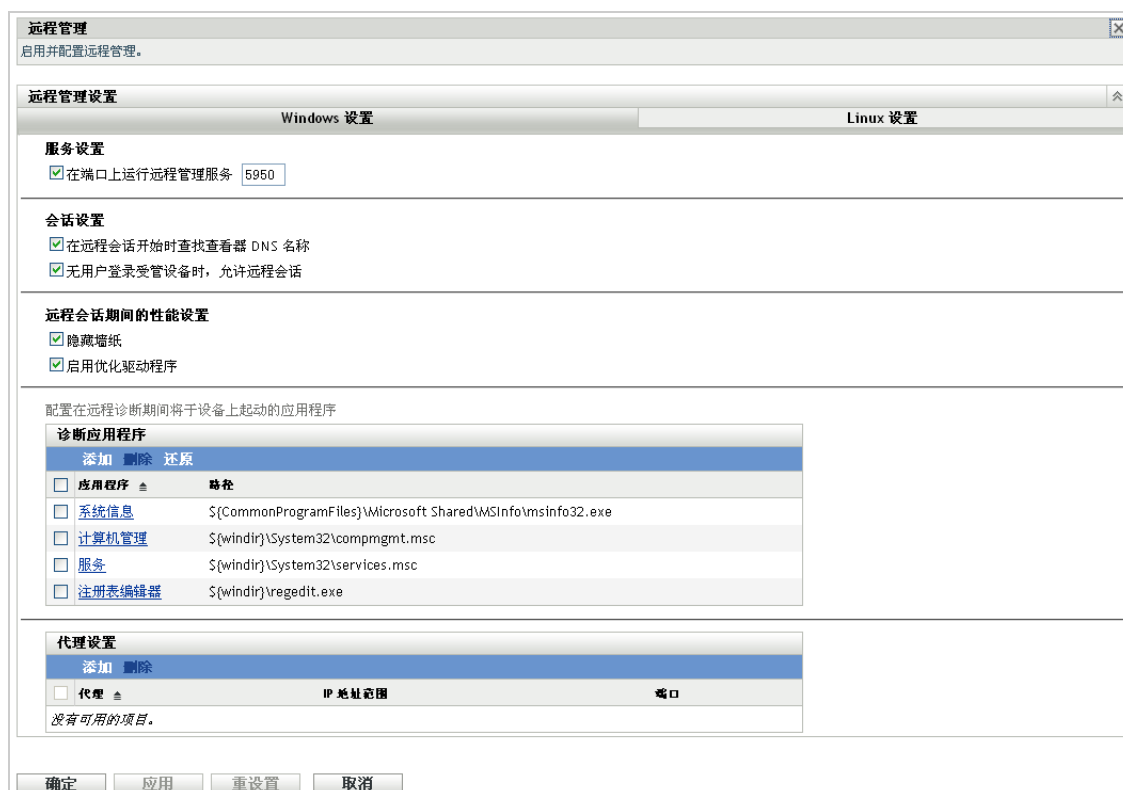 远程管理
启用并配置远程管理。
远程管理设置
Windows 设置 Linux 设置
服务设置
在端口上运行远程管理服务 5950
会话设置
在远程会话开始时查找查看器 DNS 名称
无用户登录受管设备时，允许远程会话
远程会话期间的性能设置
隐藏墙纸
启用优化驱动程序
配置在远程诊断期间将于设备上起动的应用程序
诊断应用程序
添加 删除 还原
应用程序 路径
系统信息 ${CommonProgramFiles}\Microsoft Shared\MSInfo\msinfo32.exe
计算机管理 ${windir}\System32\compmgmt.msc
服务 ${windir}\System32\services.msc
注册表编辑器 ${windir}\regedit.exe
代理设置
添加 删除
代理 IP 地址范围 端口
没有可用的项目。
确定 应用 重设置 取消